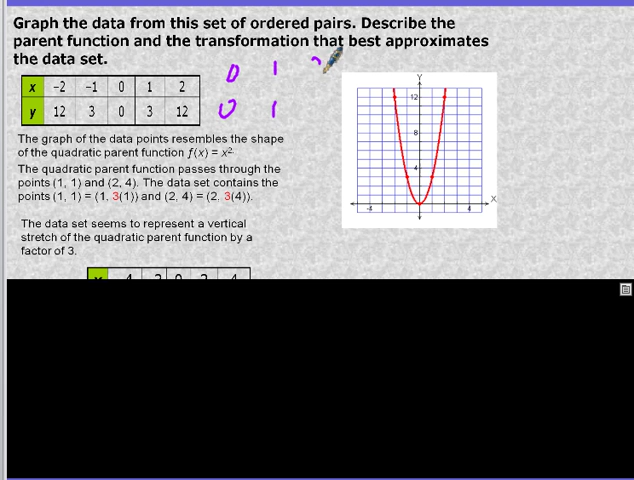 Graph the data from this set of ordered pairs. Describe the
parent function and the transformation that best approximates
the data set.
0 1
0 1
x -2 -1 0 1 2
y 12 3 0 3 12
The graph of the data points resembles the shape
of the quadratic parent function f(x) = x².
The quadratic parent function passes through the
points (1, 1) and (2, 4). The data set contains the
points (1, 1) = (1, 3(1)) and (2, 4) = (2, 3(4)).
The data set seems to represent a vertical
stretch of the quadratic parent function by a
factor of 3.
Y
12
8
4
-4 4
X